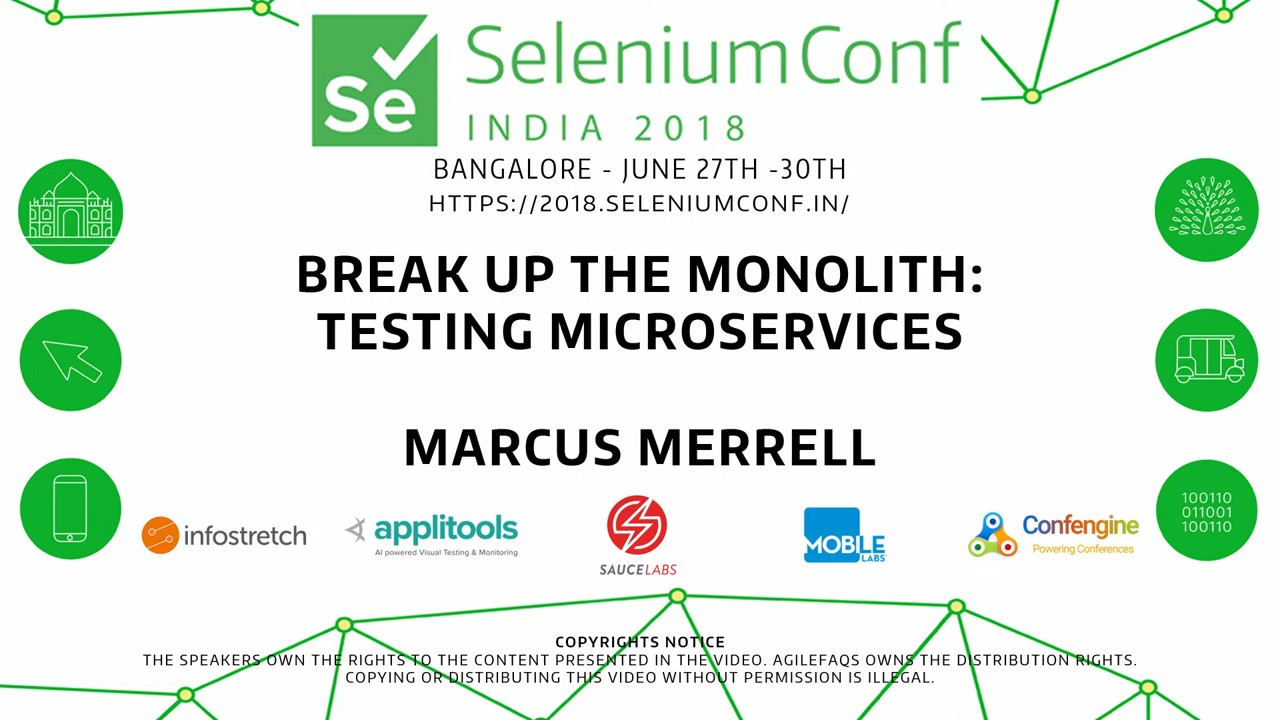 Se
SeleniumConf
INDIA 2018
BANGALORE - JUNE 27TH -30TH
HTTPS://2018.SELENIUMCONF.IN/
BREAK UP THE MONOLITH:
TESTING MICROSERVICES
MARCUS MERRELL
infostretch
applitools
AI powered Visual Testing & Monitoring
SAUCELABS
MOBILE
LABS
Confengine
Powering Conferences
100110
011001
100110
COPYRIGHTS NOTICE
THE SPEAKERS OWN THE RIGHTS TO THE CONTENT PRESENTED IN THE VIDEO. AGILEFAQS OWNS THE DISTRIBUTION RIGHTS.
COPYING OR DISTRIBUTING THIS VIDEO WITHOUT PERMISSION IS ILLEGAL.